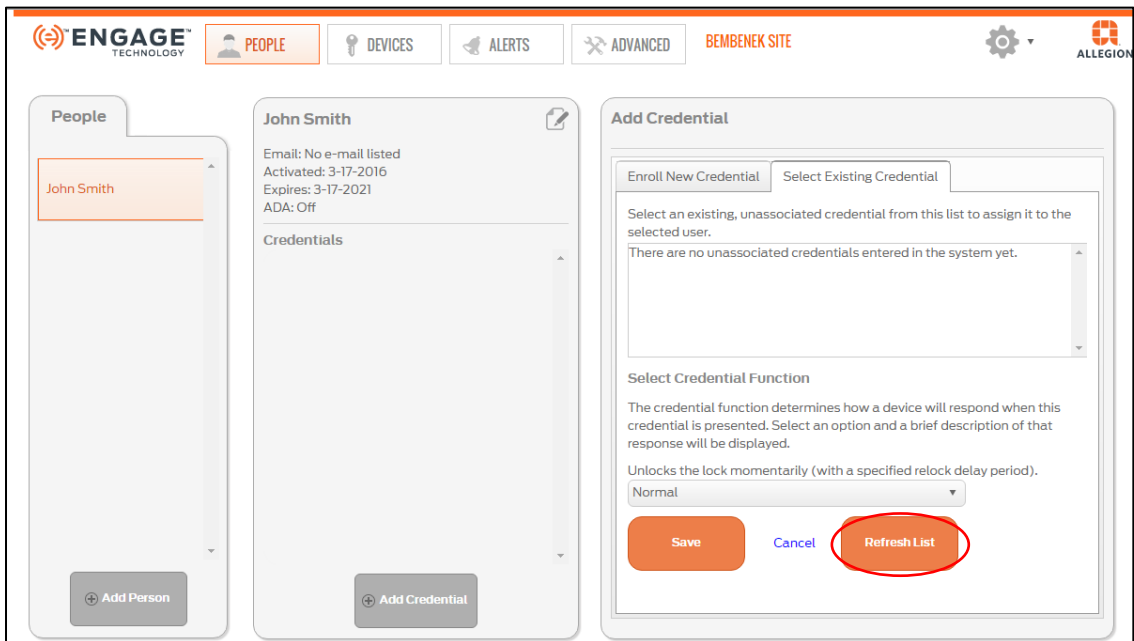 ENGAGE™
TECHNOLOGY
PEOPLE
DEVICES
ALERTS
ADVANCED
BEMBENEK SITE
ALLEGION
People
John Smith
John Smith
Email: No e-mail listed
Activated: 3-17-2016
Expires: 3-17-2021
ADA: Off
Credentials
Add Credential
Enroll New Credential
Select Existing Credential
Select an existing, unassociated credential from this list to assign it to the
selected user.
There are no unassociated credentials entered in the system yet.
Select Credential Function
The credential function determines how a device will respond when this
credential is presented. Select an option and a brief description of that
response will be displayed.
Unlocks the lock momentarily (with a specified relock delay period).
Normal
Save
Cancel
Refresh List
Add Person
Add Credential